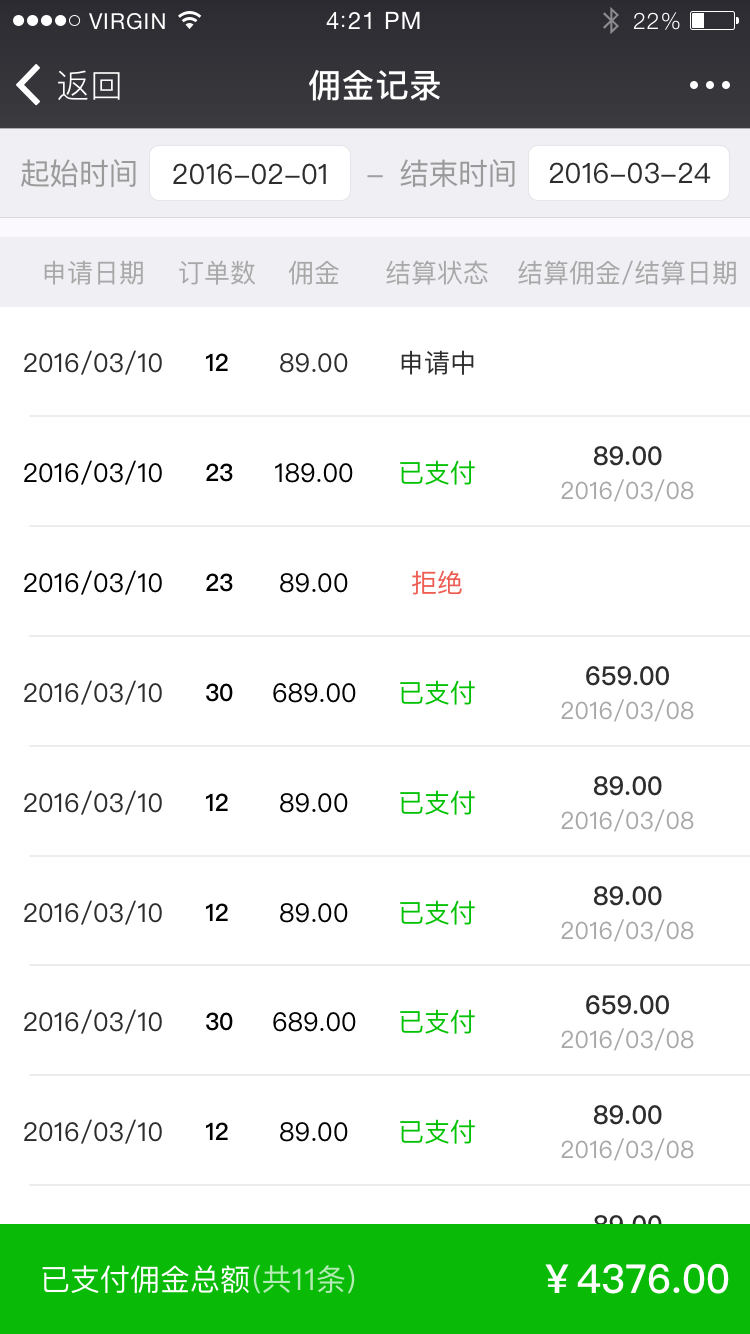 VIRGIN 4:21 PM 22%
返回 佣金记录
起始时间 2016-02-01 – 结束时间 2016-03-24
申请日期 订单数 佣金 结算状态 结算佣金/结算日期
2016/03/10 12 89.00 申请中
2016/03/10 23 189.00 已支付 89.00
2016/03/08
2016/03/10 23 89.00 拒绝
2016/03/10 30 689.00 已支付 659.00
2016/03/08
2016/03/10 12 89.00 已支付 89.00
2016/03/08
2016/03/10 12 89.00 已支付 89.00
2016/03/08
2016/03/10 30 689.00 已支付 659.00
2016/03/08
2016/03/10 12 89.00 已支付 89.00
2016/03/08
89.00
已支付佣金总额(共11条) ¥4376.00